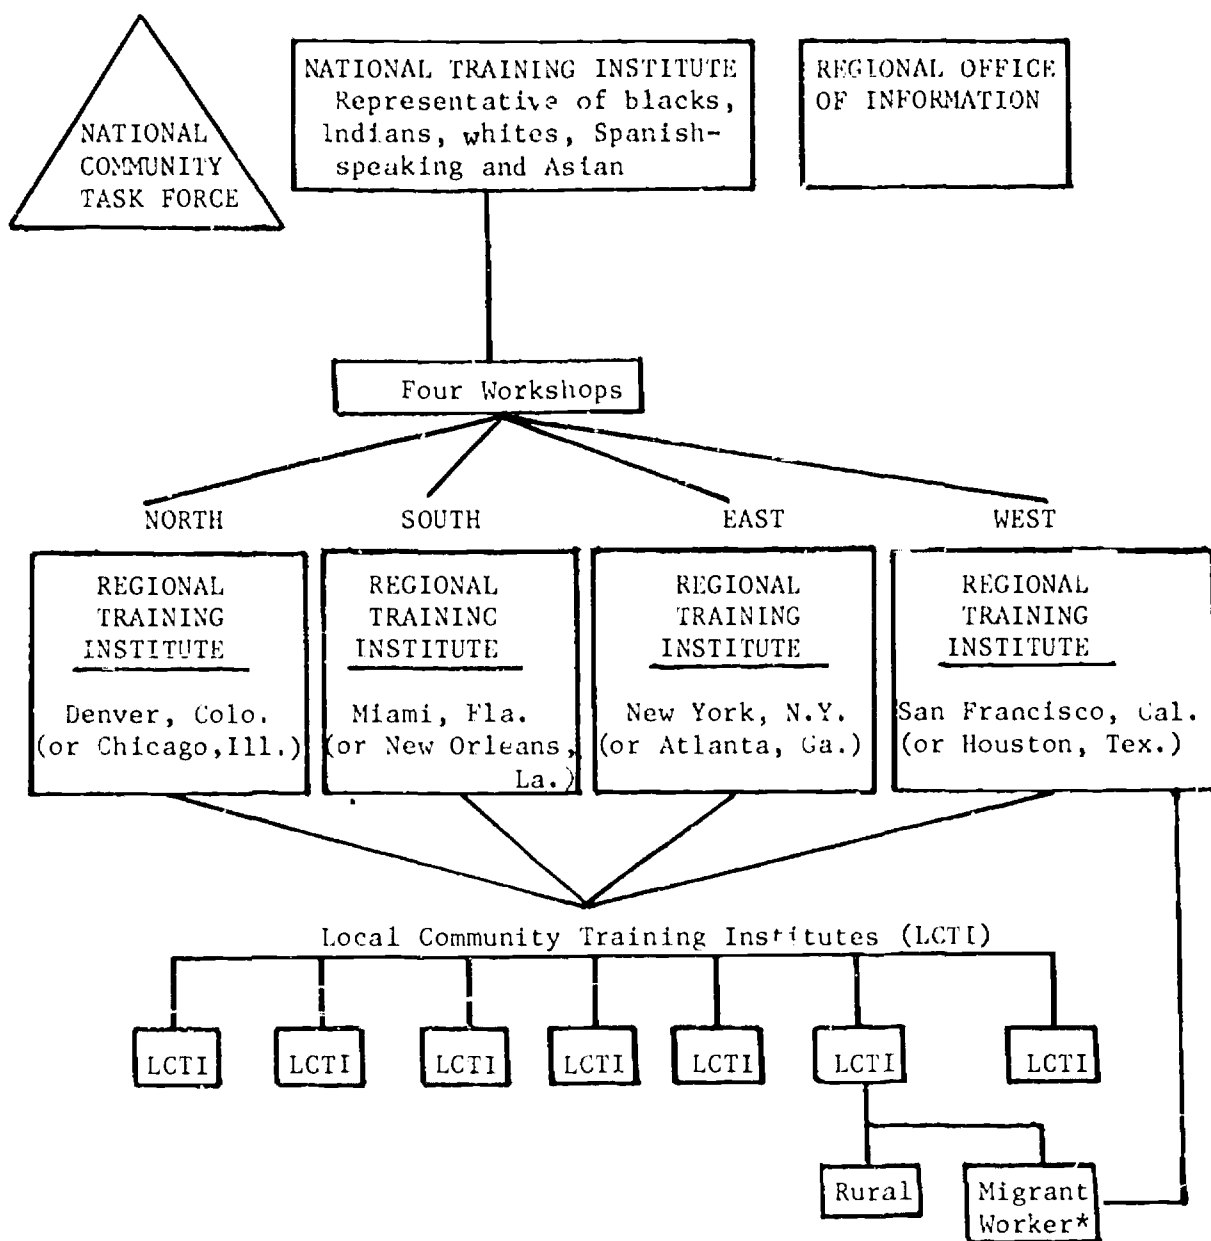 NATIONAL
COMMUNITY
TASK FORCE
NATIONAL TRAINING INSTITUTE
Representative of blacks,
Indians, whites, Spanish-
speaking and Asian
REGIONAL OFFICE
OF INFORMATION
Four Workshops
NORTH
SOUTH
EAST
WEST
REGIONAL
TRAINING
INSTITUTE
Denver, Colo.
(or Chicago, Ill.)
REGIONAL
TRAINING
INSTITUTE
Miami, Fla.
(or New Orleans,
La.)
REGIONAL
TRAINING
INSTITUTE
New York, N.Y.
(or Atlanta, Ga.)
REGIONAL
TRAINING
INSTITUTE
San Francisco, Cal.
(or Houston, Tex.)
Local Community Training Institutes (LCTI)
LCTI
LCTI
LCTI
LCTI
LCTI
LCTI
LCTI
Rural
Migrant
Worker*